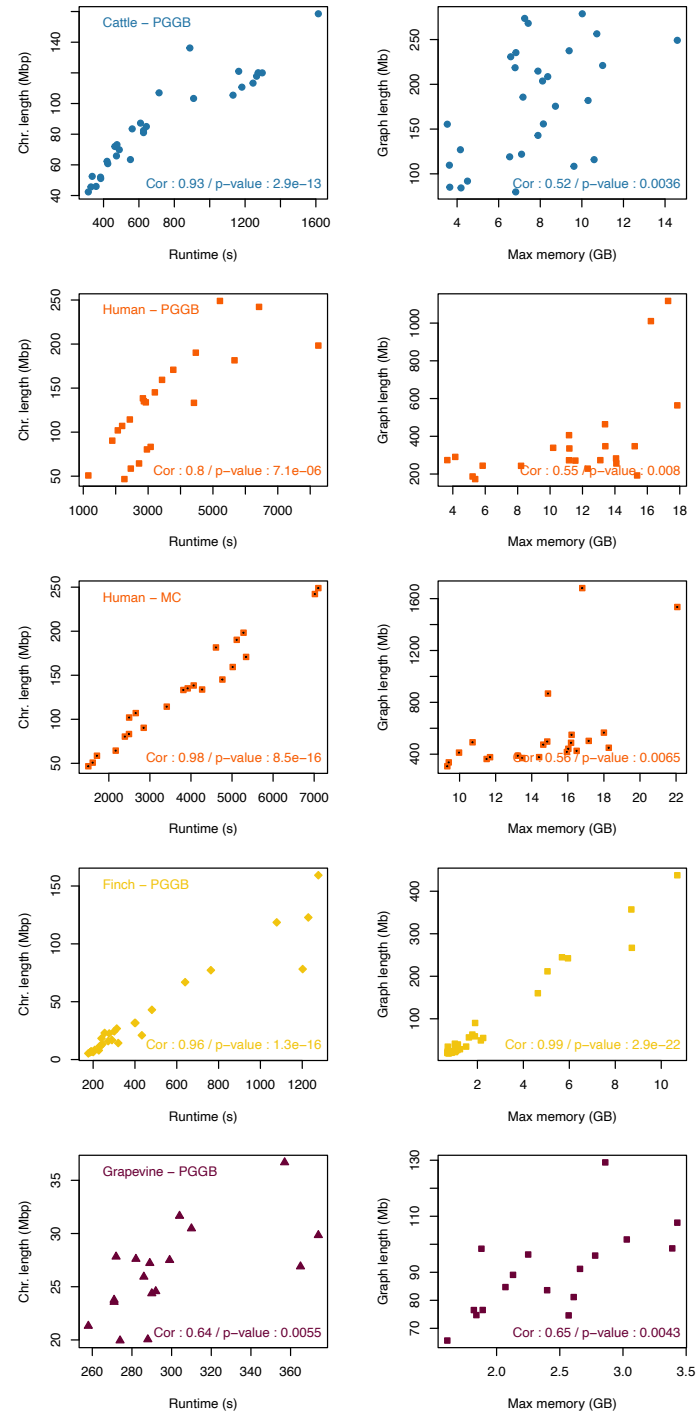 Cattle − PGGB
Chr. length (Mbp)
40 60 80 100 120 140
Cor : 0.93 / p−value : 2.9e−13
400 600 800 1000 1200 1400 1600
Runtime (s)
Graph length (Mb)
100 150 200 250
Cor : 0.52 / p−value : 0.0036
4 6 8 10 12 14
Max memory (GB)
Human − PGGB
Chr. length (Mbp)
50 100 150 200 250
Cor : 0.8 / p−value : 7.1e−06
1000 3000 5000 7000
Runtime (s)
Graph length (Mb)
200 400 600 800 1000
Cor : 0.55 / p−value : 0.008
4 6 8 10 12 14 16 18
Max memory (GB)
Human − MC
Chr. length (Mbp)
50 100 150 200 250
Cor : 0.98 / p−value : 8.5e−16
2000 3000 4000 5000 6000 7000
Runtime (s)
Graph length (Mb)
400 800 1200 1600
Cor : 0.56 / p−value : 0.0065
10 12 14 16 18 20 22
Max memory (GB)
Finch − PGGB
Chr. length (Mbp)
0 50 100 150
Cor : 0.96 / p−value : 1.3e−16
200 400 600 800 1000 1200
Runtime (s)
Graph length (Mb)
100 200 300 400
Cor : 0.99 / p−value : 2.9e−22
2 4 6 8 10
Max memory (GB)
Grapevine − PGGB
Chr. length (Mbp)
20 25 30 35
Cor : 0.64 / p−value : 0.0055
260 280 300 320 340 360
Runtime (s)
Graph length (Mb)
70 80 90 110 130
Cor : 0.65 / p−value : 0.0043
2.0 2.5 3.0 3.5
Max memory (GB)